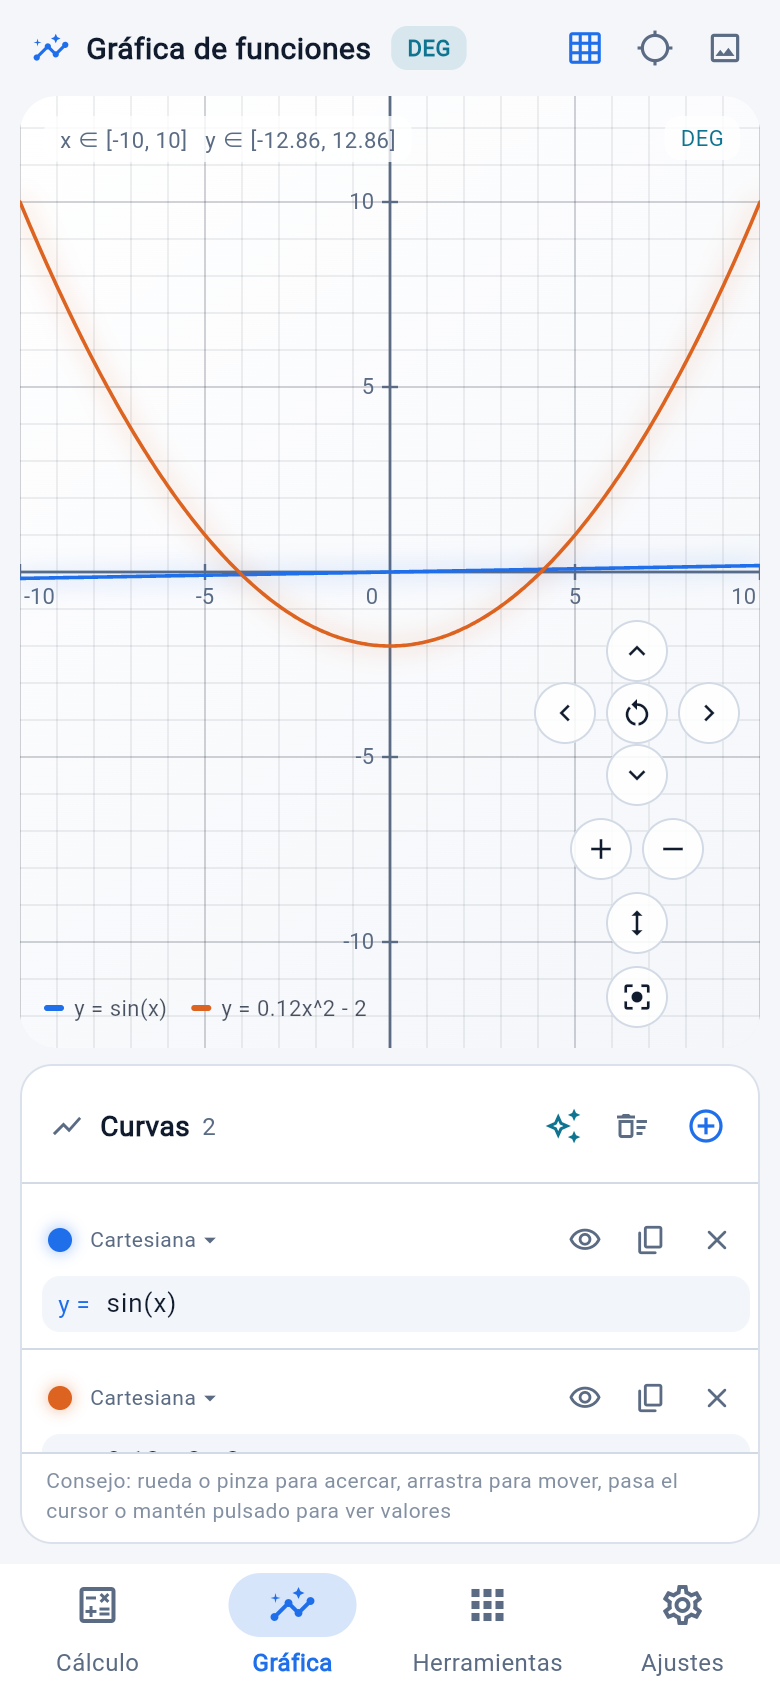 Gráfica de funciones DEG
x ∈ [-10, 10] y ∈ [-12.86, 12.86] DEG
10
5
-10 -5 0 5 10
-5
-10
y = sin(x) y = 0.12x^2 - 2
Curvas 2
Cartesiana
y = sin(x)
Cartesiana
Consejo: rueda o pinza para acercar, arrastra para mover, pasa el
cursor o mantén pulsado para ver valores
Cálculo Gráfica Herramientas Ajustes